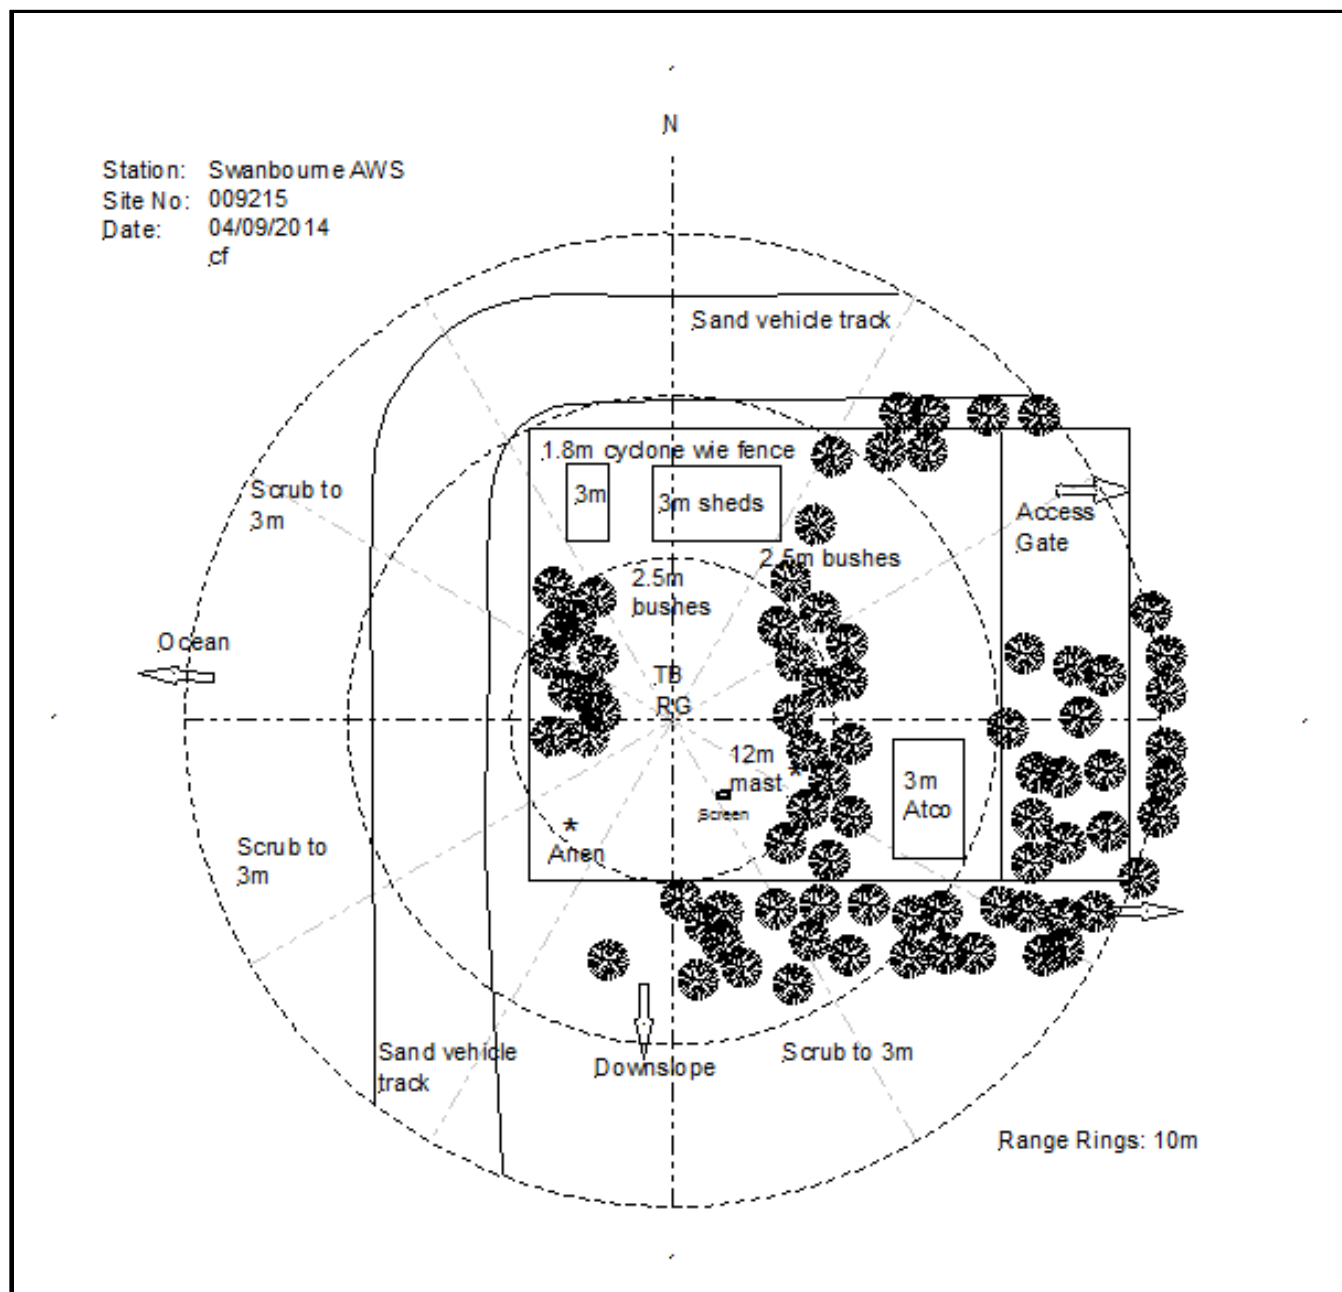 N
Station: Swanbourne AWS
Site No: 009215
Date: 04/09/2014
cf
Sand vehicle track
1.8m cyclone wie fence
3m
3m sheds
Scrub to
3m
Access
Gate
2.5m bushes
2.5m
bushes
Ocean
TB
RG
12m
mast
Screen
3m
Atco
Anen
Scrub to
3m
Sand vehicle
track
Downslope
Scrub to 3m
Range Rings: 10m